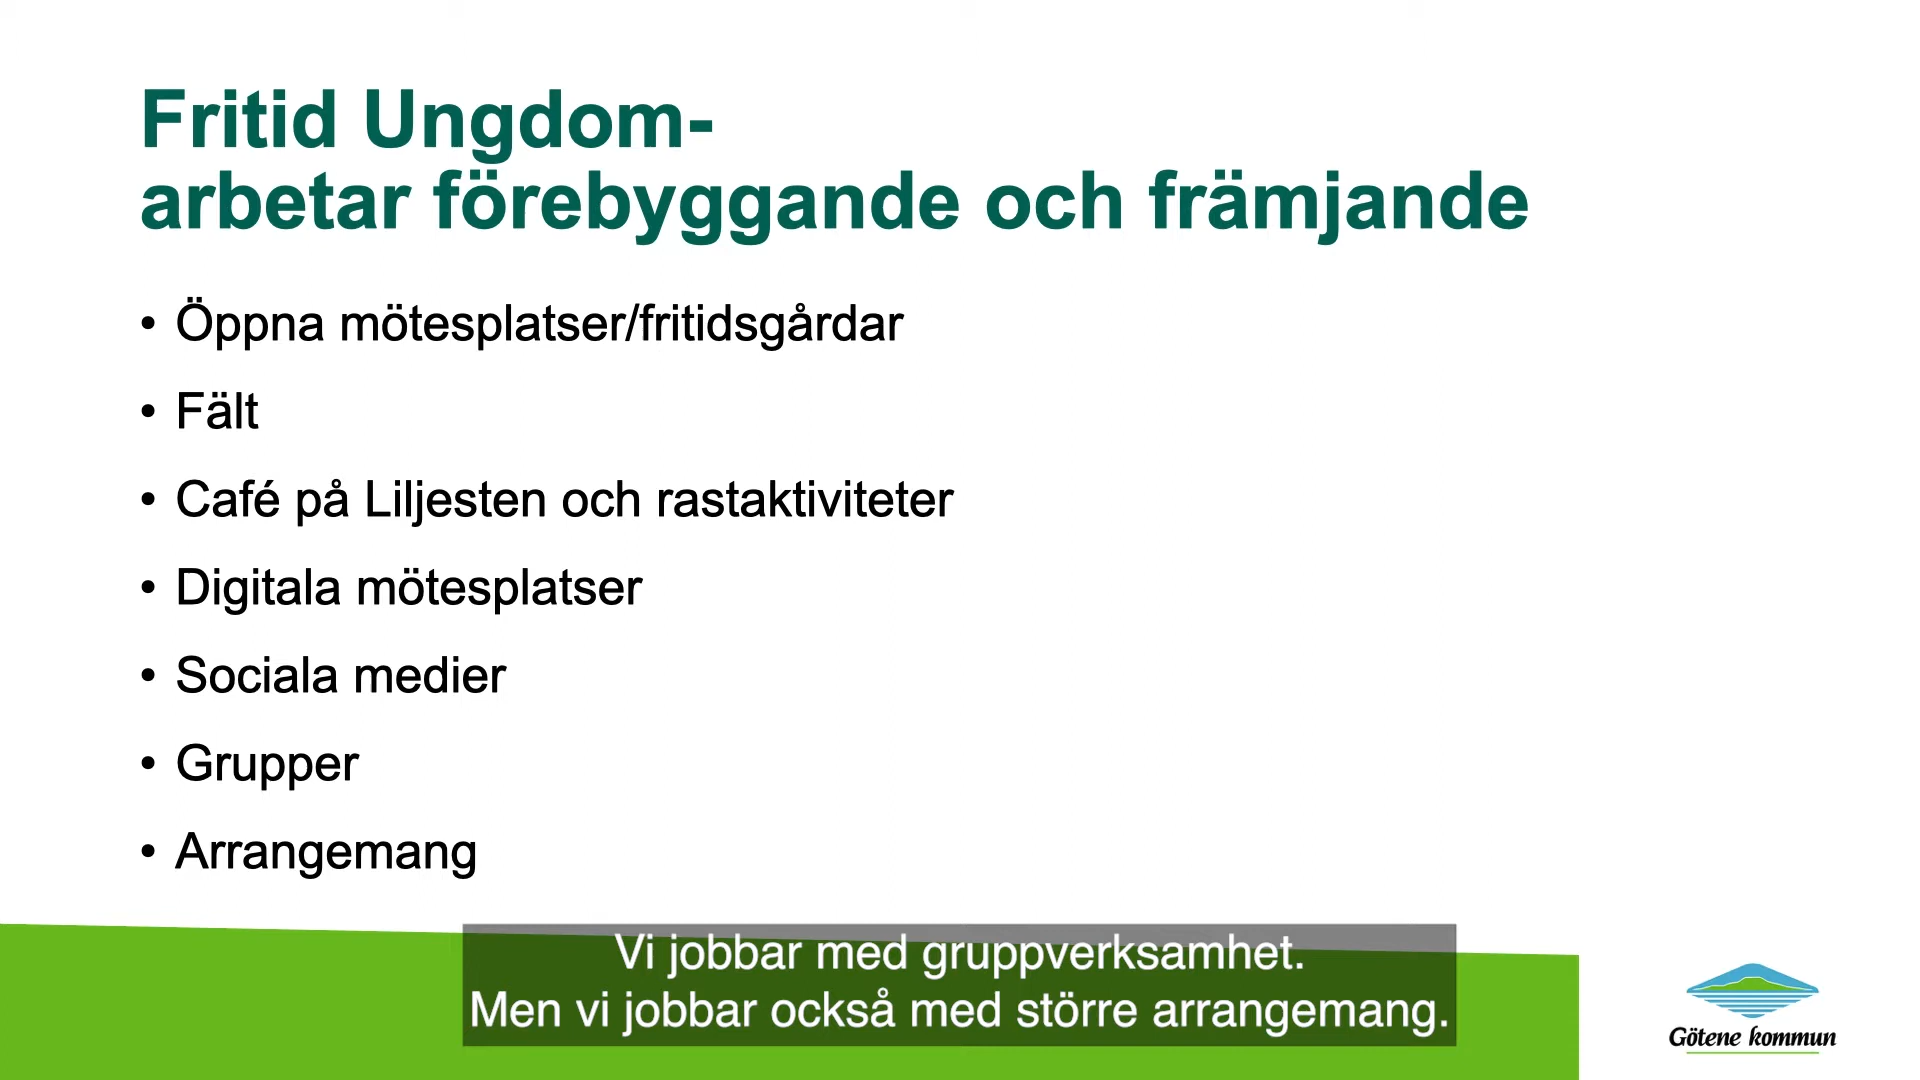 Fritid Ungdom-
arbetar förebyggande och främjande
• Öppna mötesplatser/fritidsgårdar
• Fält
• Café på Liljesten och rastaktiviteter
• Digitala mötesplatser
• Sociala medier
• Grupper
• Arrangemang
Vi jobbar med gruppverksamhet.
Men vi jobbar också med större arrangemang.
Götene kommun